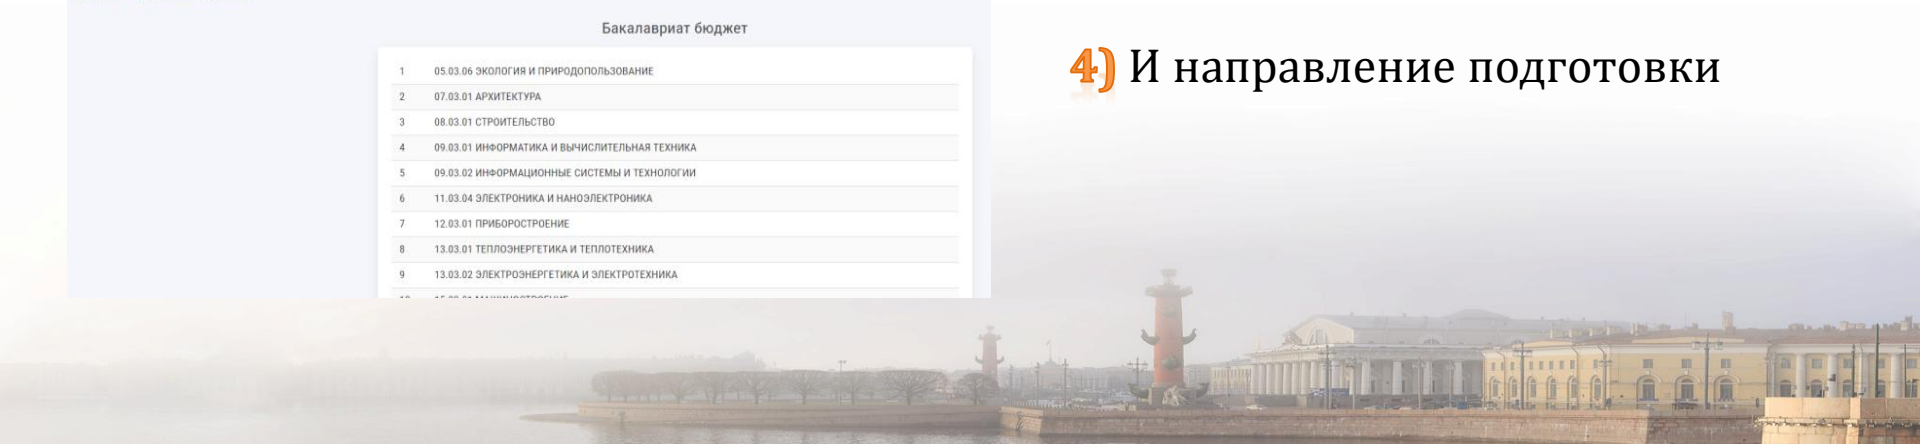 Бакалавриат бюджет
1 05.03.06 ЭКОЛОГИЯ И ПРИРОДОПОЛЬЗОВАНИЕ
2 07.03.01 АРХИТЕКТУРА
3 08.03.01 СТРОИТЕЛЬСТВО
4 09.03.01 ИНФОРМАТИКА И ВЫЧИСЛИТЕЛЬНАЯ ТЕХНИКА
5 09.03.02 ИНФОРМАЦИОННЫЕ СИСТЕМЫ И ТЕХНОЛОГИИ
6 11.03.04 ЭЛЕКТРОНИКА И НАНОЭЛЕКТРОНИКА
7 12.03.01 ПРИБОРОСТРОЕНИЕ
8 13.03.01 ТЕПЛОЭНЕРГЕТИКА И ТЕПЛОТЕХНИКА
9 13.03.02 ЭЛЕКТРОЭНЕРГЕТИКА И ЭЛЕКТРОТЕХНИКА
4) И направление подготовки